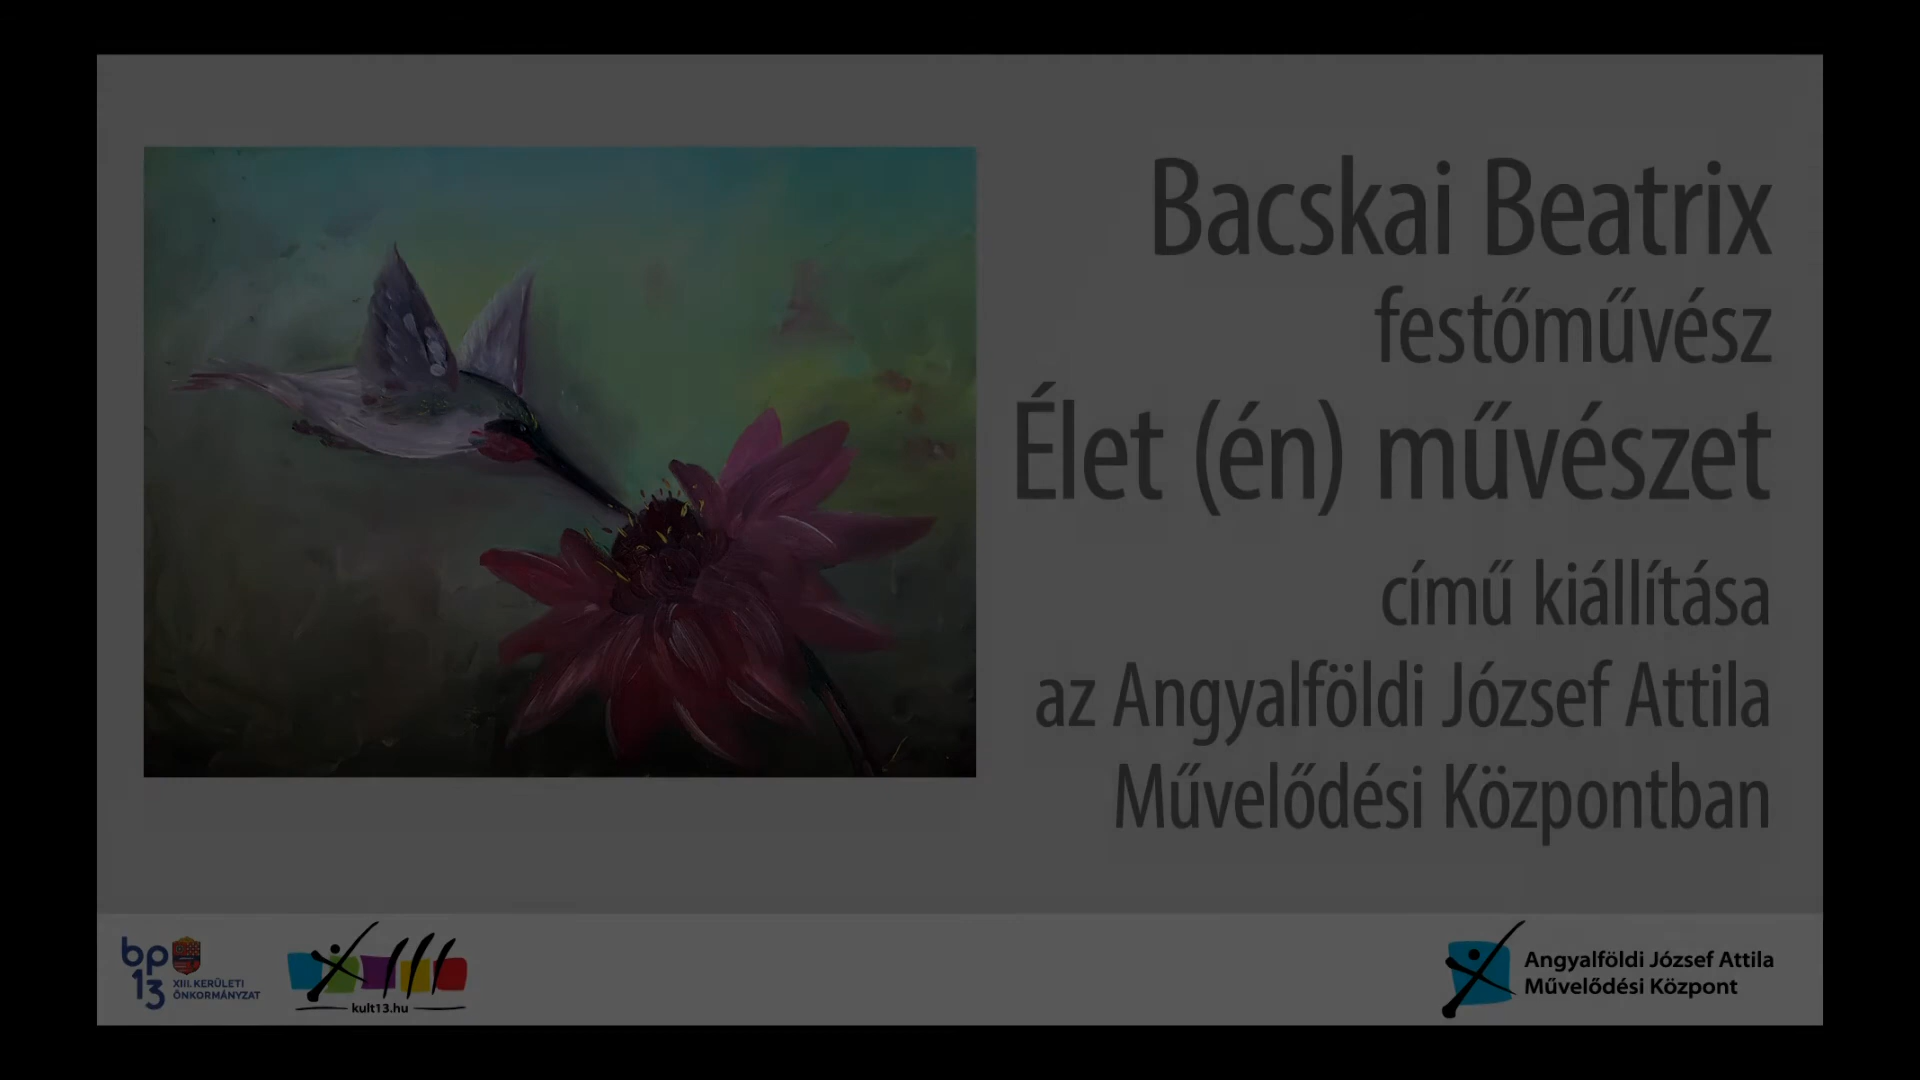 Bacskai Beatrix
festőművész
Élet (én) művészet
című kiállítása
az Angyalföldi József Attila
Művelődési Központban
bp
13
XIII. KERÜLETI
ÖNKORMÁNYZAT
XIII
kult13.hu
Angyalföldi József Attila
Művelődési Központ